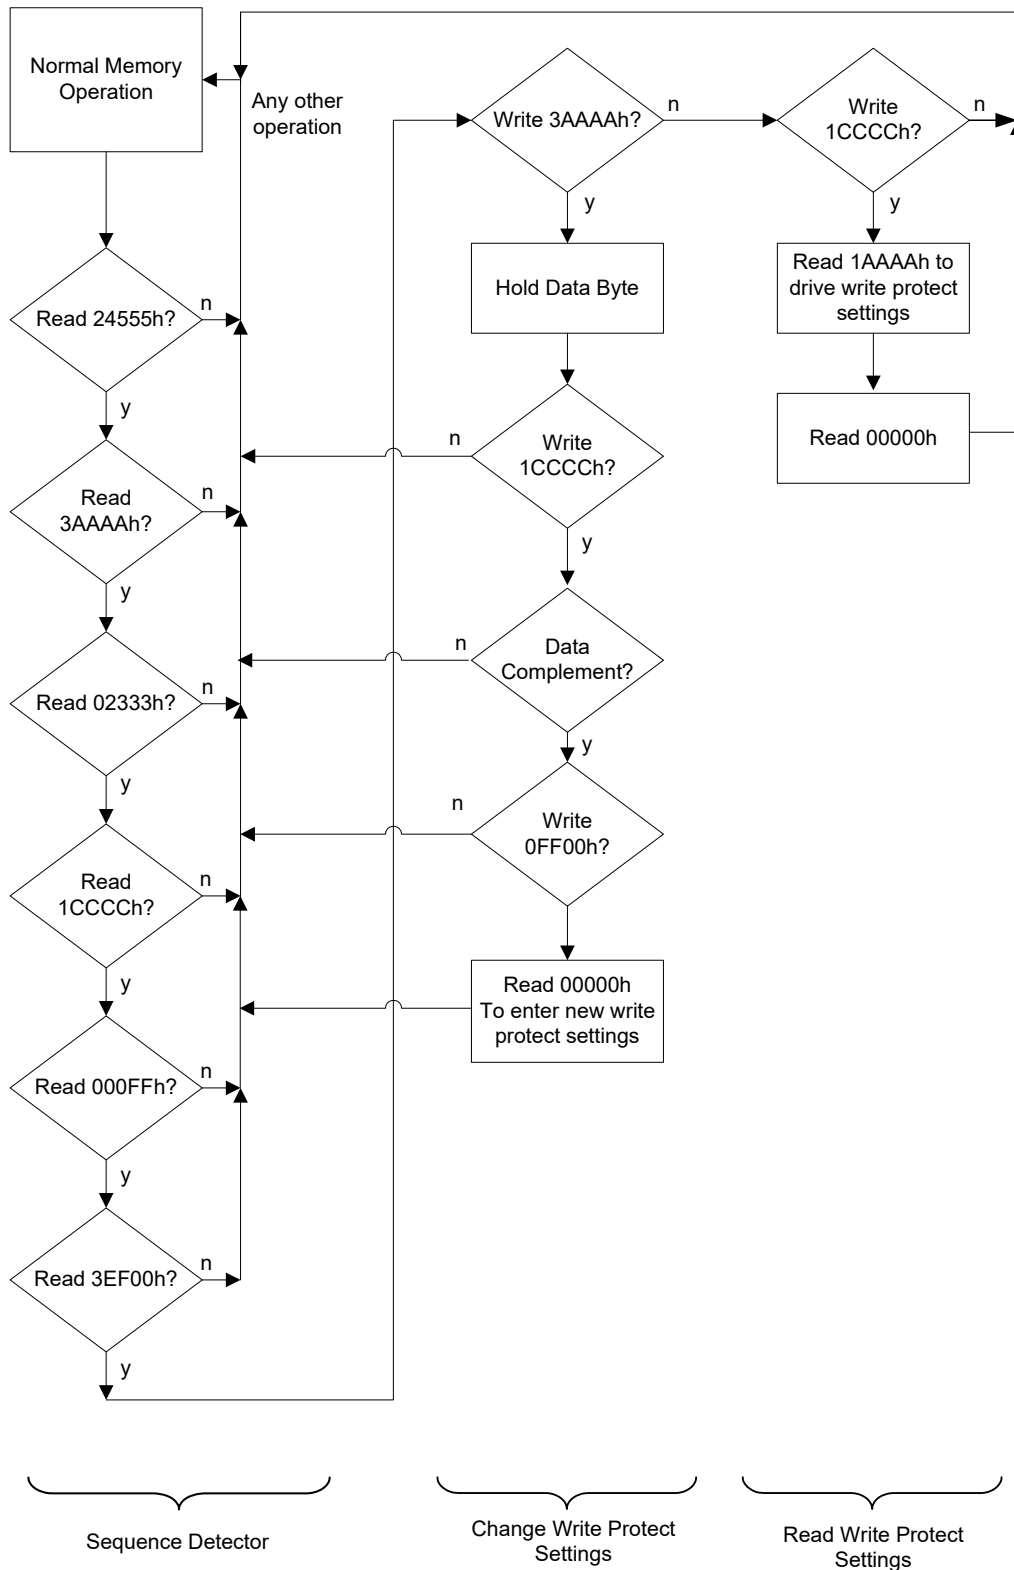 Normal Memory
Operation
Any other
operation
Read 24555h?
n
y
Read
3AAAAh?
n
y
Read 02333h?
n
y
Read
1CCCCh?
n
y
Read 000FFh?
n
y
Read 3EF00h?
n
y
Write 3AAAAh?
n
y
Hold Data Byte
Write
1CCCCh?
n
y
Data
Complement?
n
y
Write
0FF00h?
n
Read 00000h
To enter new write
protect settings
Write
1CCCCh?
n
y
Read 1AAAAh to
drive write protect
settings
Read 00000h
Sequence Detector
Change Write Protect
Settings
Read Write Protect
Settings